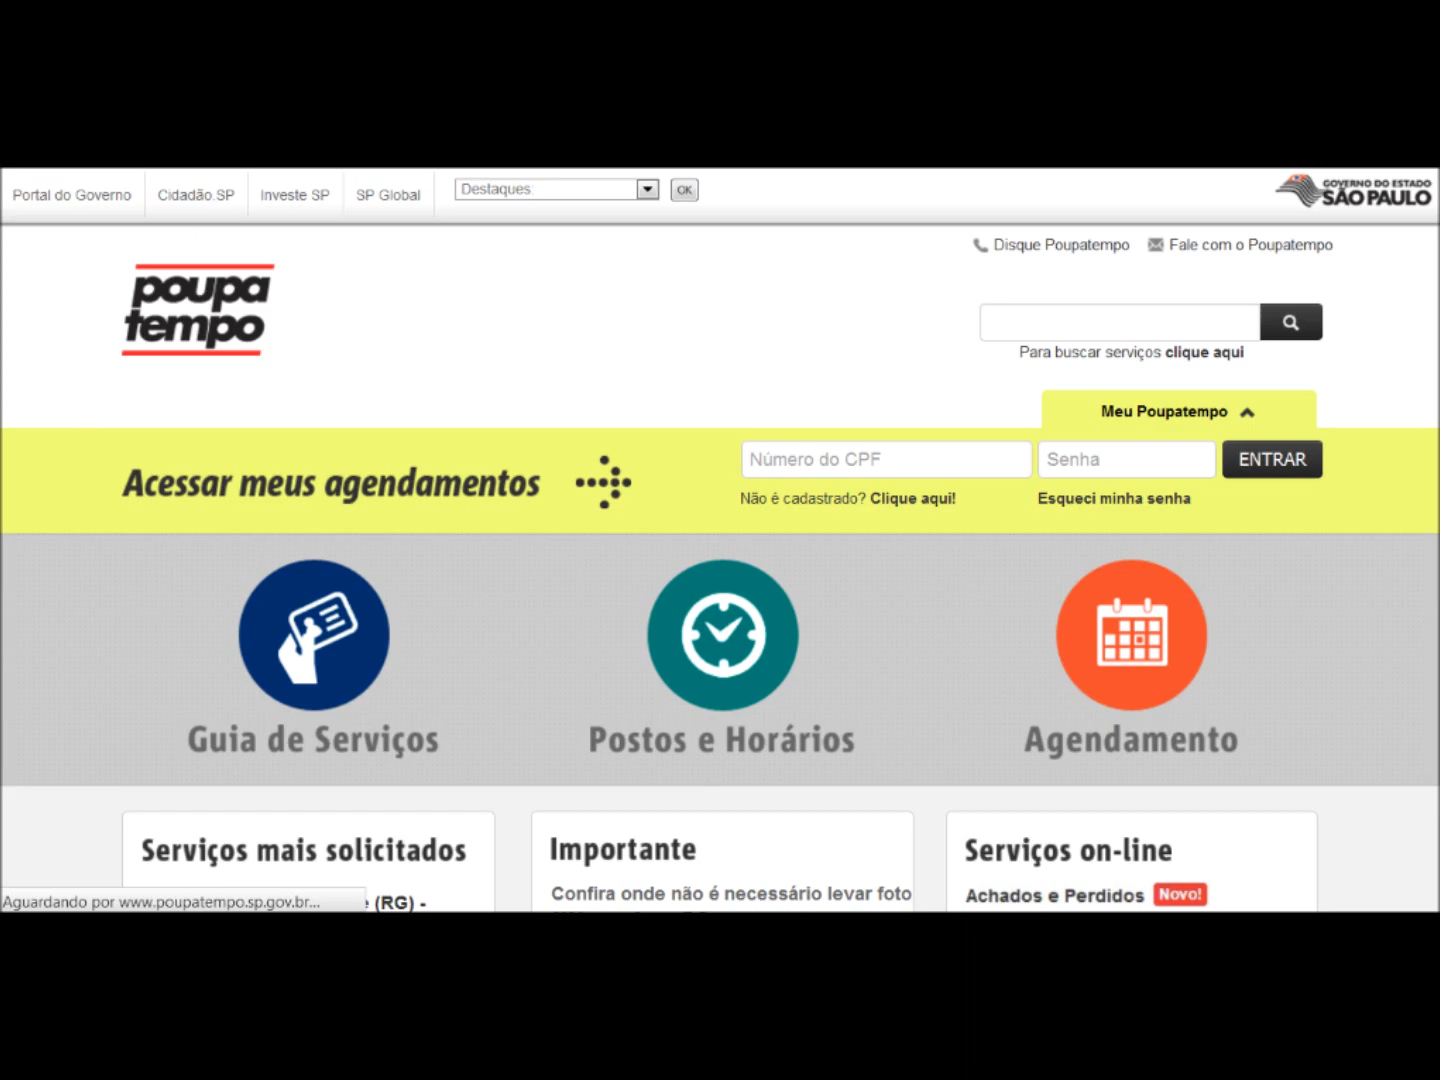 Portal do Governo
Cidadão.SP
Investe SP
SP Global
Destaques:
OK
GOVERNO DO ESTADO
SÃO PAULO
Disque Poupatempo
Fale com o Poupatempo
poupa
tempo
Para buscar serviços clique aqui
Meu Poupatempo
Acessar meus agendamentos
Número do CPF
Senha
ENTRAR
Não é cadastrado? Clique aqui!
Esqueci minha senha
Guia de Serviços
Postos e Horários
Agendamento
Serviços mais solicitados
Importante
Serviços on-line
Confira onde não é necessário levar foto
Achados e Perdidos Novo!
Aguardando por www.poupatempo.sp.gov.br...
(RG) -